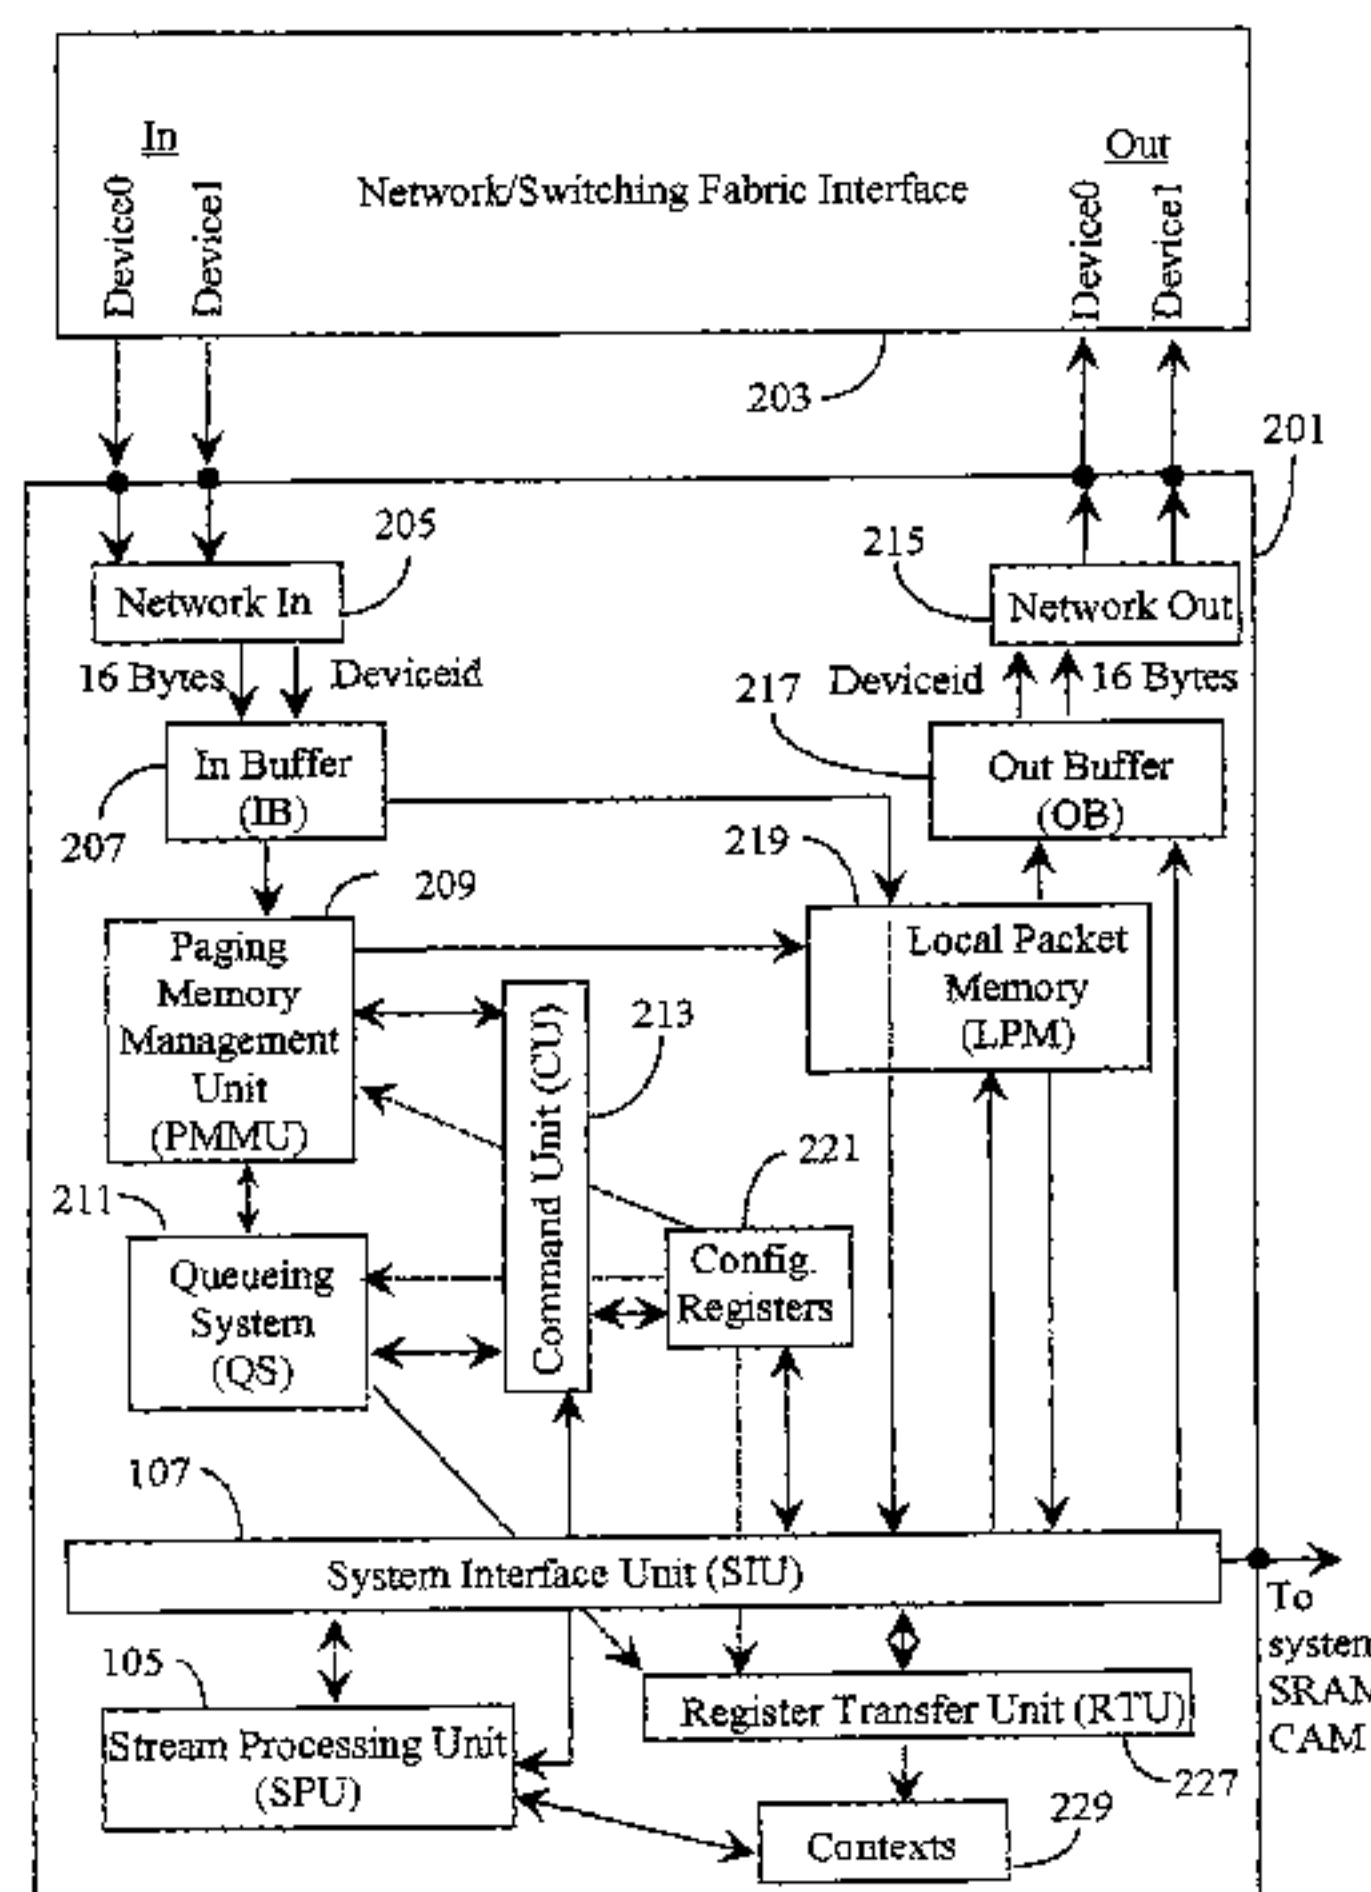 In
Out
Device0
Device1
Network/Switching Fabric Interface
Device0
Device1
203
201
205
215
Network In
Network Out
16 Bytes
Deviceid
217
Deviceid
16 Bytes
In Buffer
(IB)
Out Buffer
(OB)
207
219
209
Paging
Memory
Management
Unit
(PMMU)
Local Packet
Memory
(LPM)
213
Command Unit (CU)
221
211
Queueing
System
(QS)
Config.
Registers
107
System Interface Unit (SIU)
To
system
SRAM
CAM
105
Stream Processing Unit
(SPU)
Register Transfer Unit (RTU)
227
229
Contexts